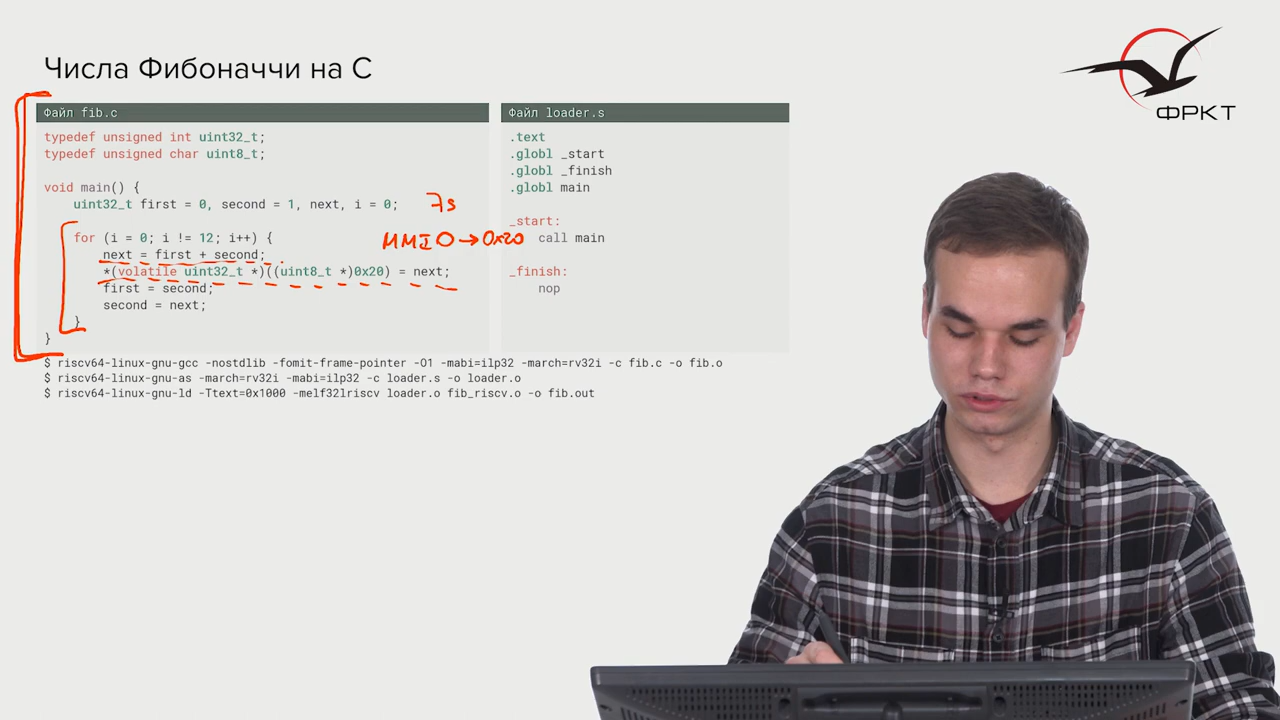 Числа Фибоначчи на C
ФРКТ
Файл fib.c
typedef unsigned int uint32_t;
typedef unsigned char uint8_t;
void main() {
uint32_t first = 0, second = 1, next, i = 0;
7s
for (i = 0; i != 12; i++) {
MMIO → 0x20
next = first + second;
*(volatile uint32_t *)((uint8_t *)0x20) = next;
first = second;
second = next;
}
}
Файл loader.s
.text
.globl _start
.globl _finish
.globl main
_start:
call main
_finish:
nop
$ riscv64-linux-gnu-gcc -nostdlib -fomit-frame-pointer -O1 -mabi=ilp32 -march=rv32i -c fib.c -o fib.o
$ riscv64-linux-gnu-as -march=rv32i -mabi=ilp32 -c loader.s -o loader.o
$ riscv64-linux-gnu-ld -Ttext=0x1000 -melf32lriscv loader.o fib_riscv.o -o fib.out